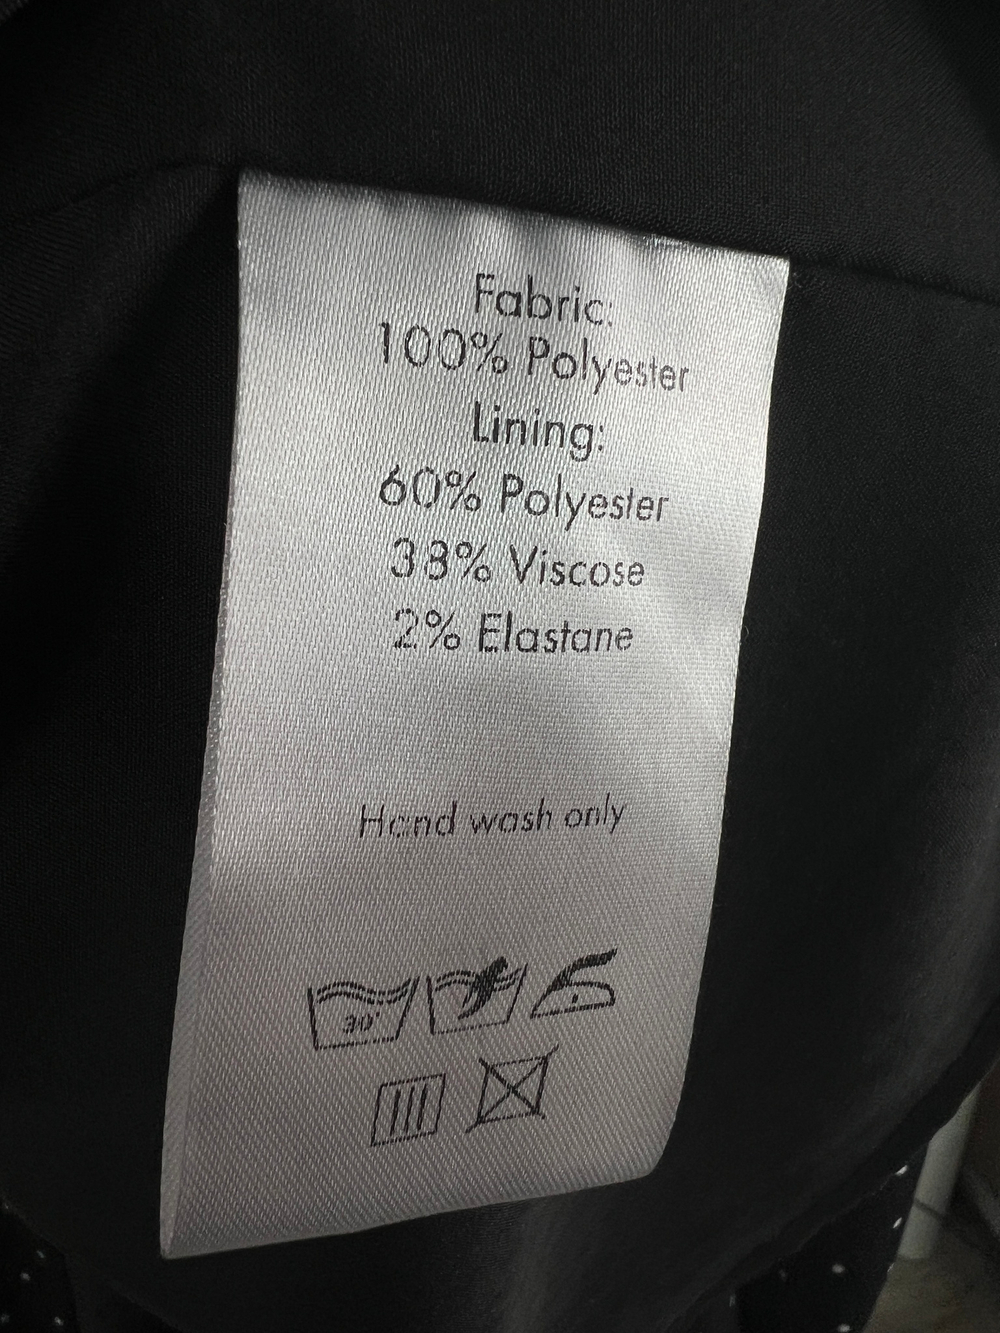 Fabric:
100% Polyester
Lining:
60% Polyester
38% Viscose
2% Elastane
Hand wash only
30°